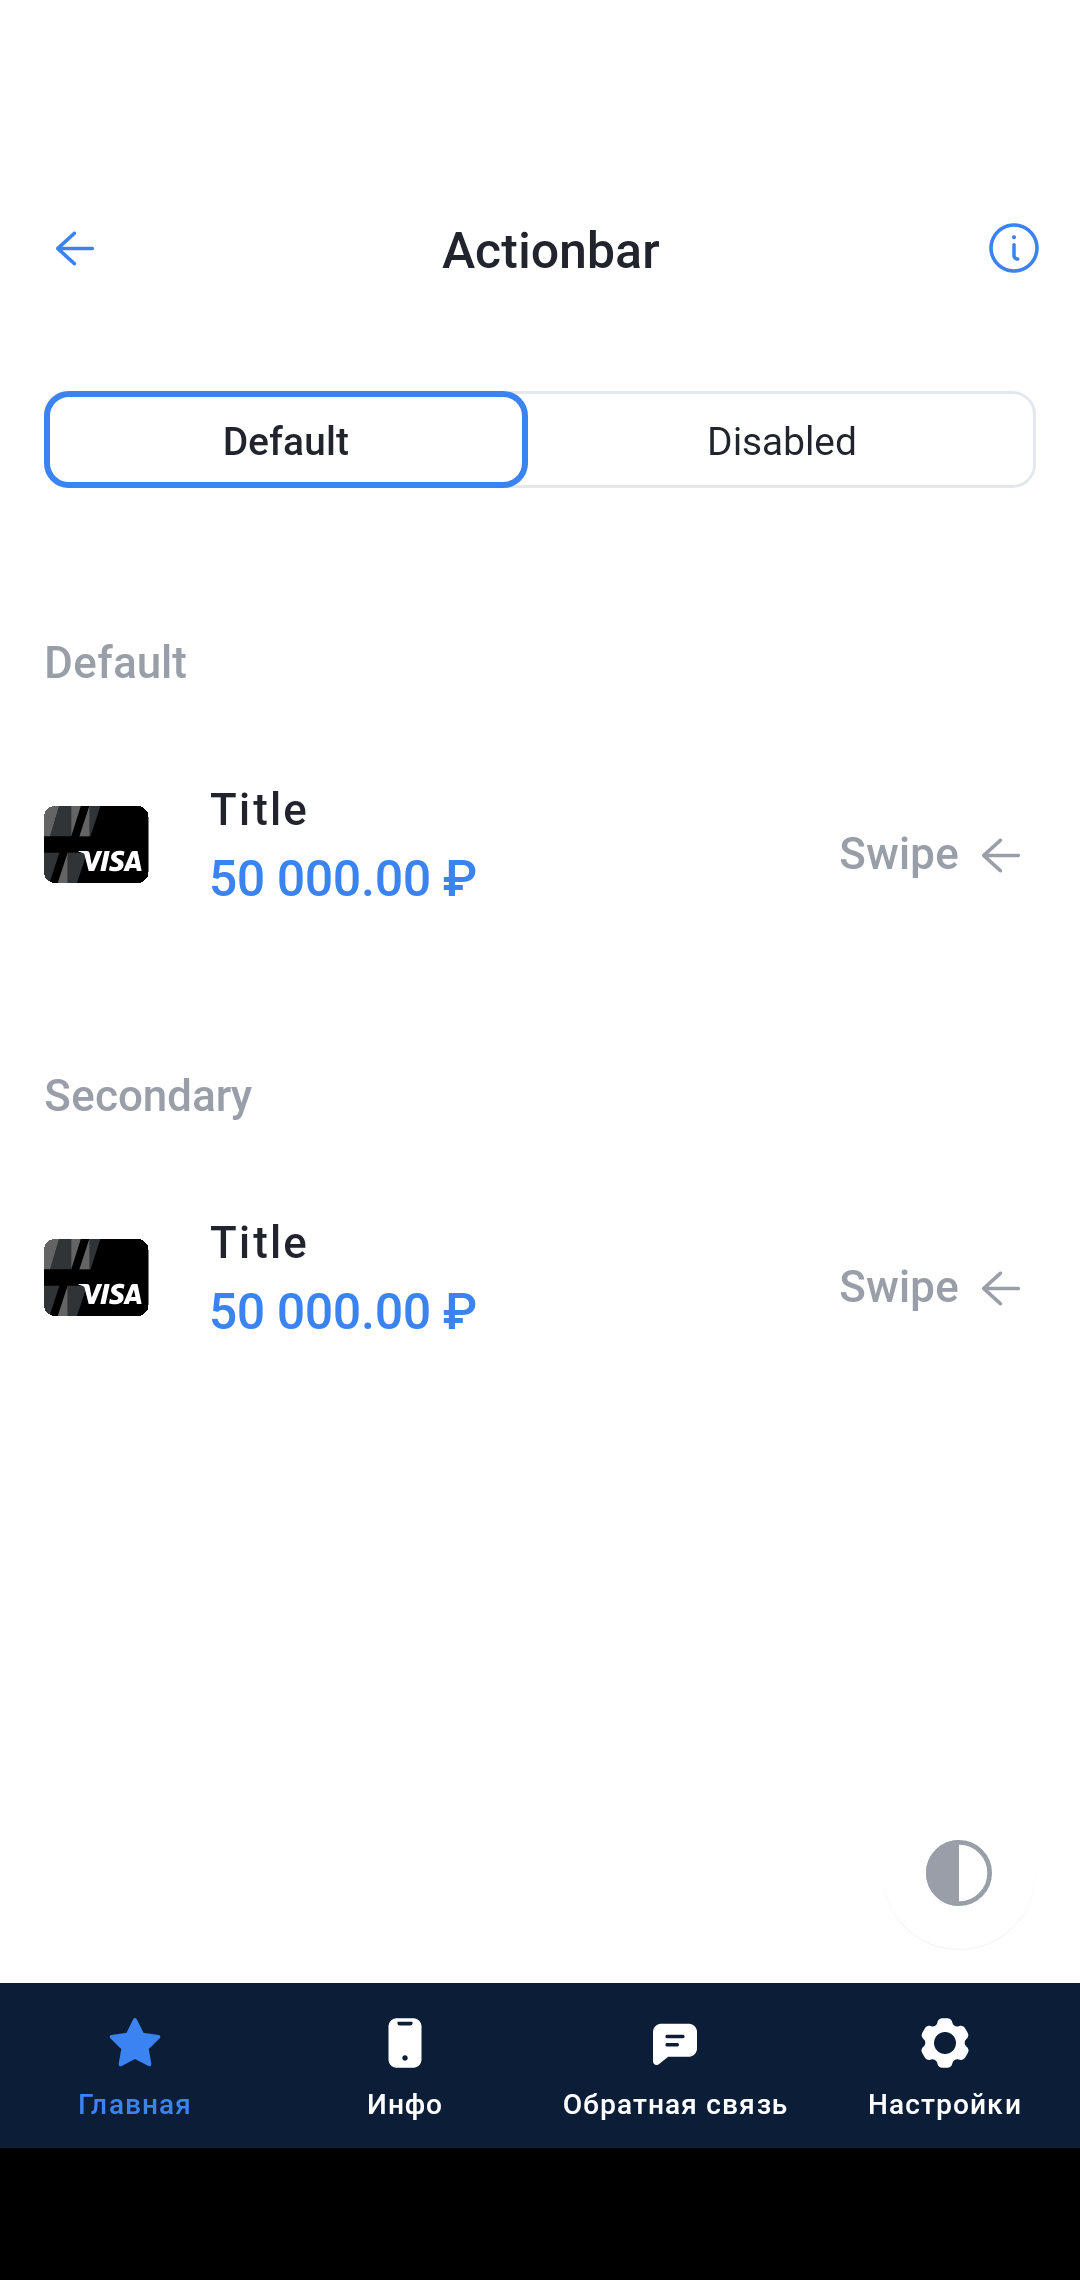 Actionbar
Default
Disabled
Default
Title
50 000.00 ₽
VISA
Swipe
Secondary
Title
50 000.00 ₽
VISA
Swipe
Главная
Инфо
Обратная связь
Настройки